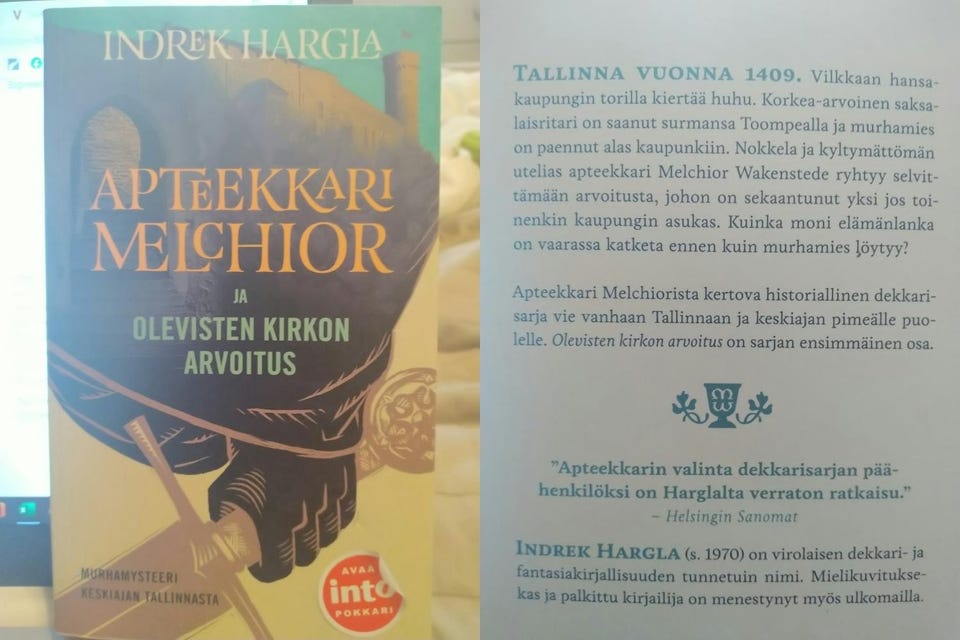 INDREK HARGLA
APTEEKKARI
MELCHIOR
JA
OLEVISTEN KIRKON
ARVOITUS
MURHAMYSTEERI
KESKIAJAN TALLINNASTA
AVAA
into
POKKARI
TALLINNA VUONNA 1409. Vilkkaan hansa-
kaupungin torilla kiertää huhu. Korkea-arvoinen saksa-
laisritari on saanut surmansa Toompealla ja murhamies
on paennut alas kaupunkiin. Nokkela ja kyltymättömän
utelias apteekkari Melchior Wakenstede ryhtyy selvit-
tämään arvoitusta, johon on sekaantunut yksi jos toi-
nenkin kaupungin asukas. Kuinka moni elämänlanka
on vaarassa katketa ennen kuin murhamies löytyy?
Apteekkari Melchiorista kertova historiallinen dekkari-
sarja vie vanhaan Tallinnaan ja keskiajan pimeälle puo-
lelle. Olevisten kirkon arvoitus on sarjan ensimmäinen osa.
”Apteekkarin valinta dekkarisarjan pää-
henkilöksi on Harglalta verraton ratkaisu.”
– Helsingin Sanomat
INDREK HARGLA (s. 1970) on virolaisen dekkari- ja
fantasiakirjallisuuden tunnetuin nimi. Mielikuvitukse-
kas ja palkittu kirjailija on menestynyt myös ulkomailla.